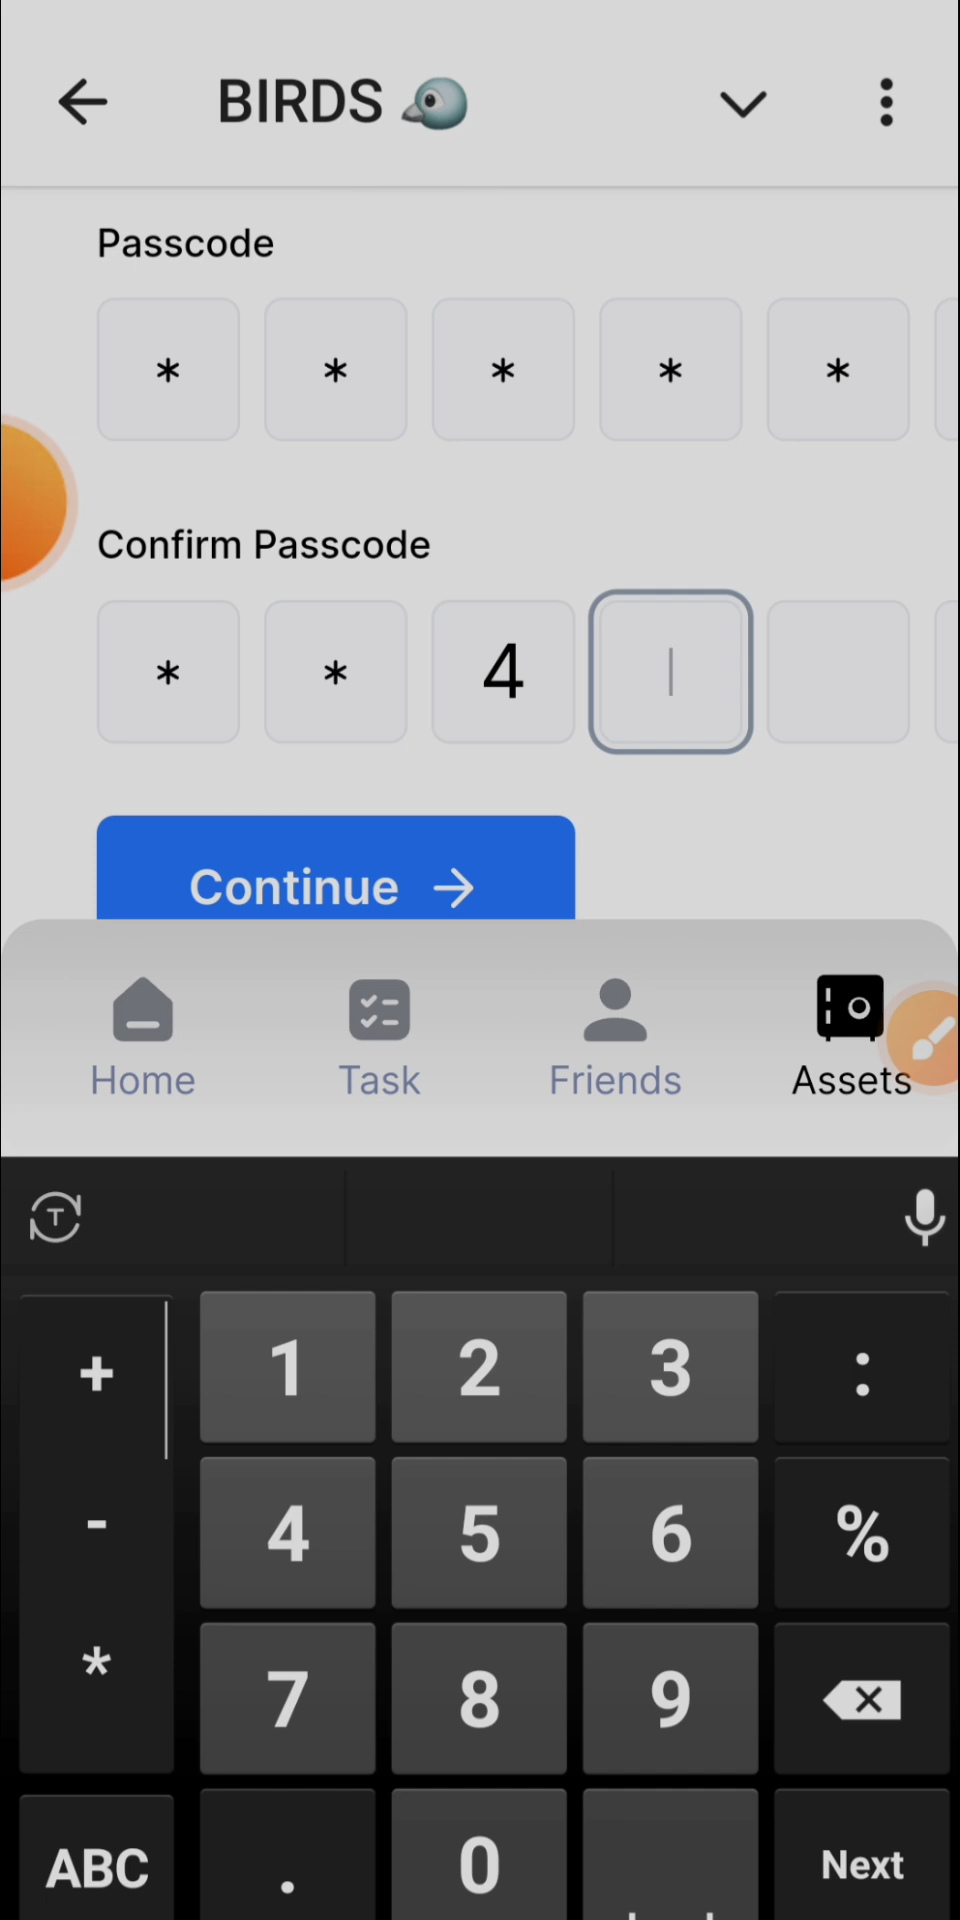 BIRDS
Passcode
* * * * *
Confirm Passcode
* * 4
Continue →
Home Task Friends Assets
T
+ 1 2 3 :
- 4 5 6 %
* 7 8 9
ABC . 0 Next